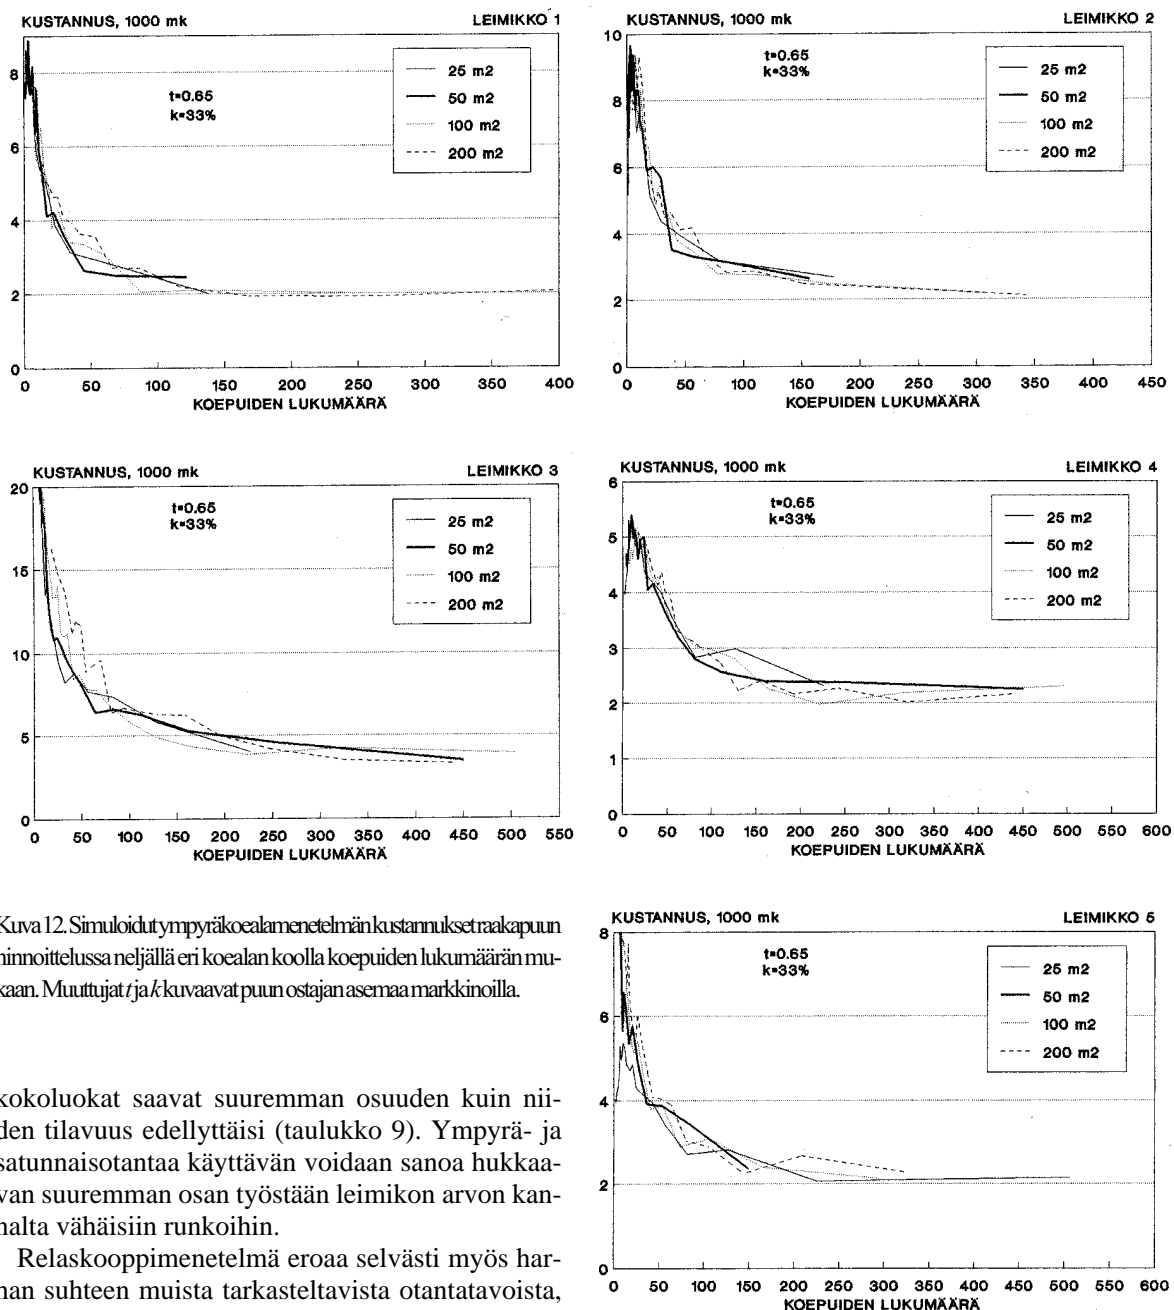 KUSTANNUS, 1000 mk LEIMIKKO 1
t=0.65
k=33%
25 m2
50 m2
100 m2
200 m2
8
6
4
2
0
0 50 100 150 200 250 300 350 400
KOEPUIDEN LUKUMÄÄRÄ
KUSTANNUS, 1000 mk LEIMIKKO 2
t=0.65
k=33%
25 m2
50 m2
100 m2
200 m2
10
8
6
4
2
0
0 50 100 150 200 250 300 350 400 450
KOEPUIDEN LUKUMÄÄRÄ
KUSTANNUS, 1000 mk LEIMIKKO 3
t=0.65
k=33%
25 m2
50 m2
100 m2
200 m2
20
15
10
5
0
0 50 100 150 200 250 300 350 400 450 500 550
KOEPUIDEN LUKUMÄÄRÄ
KUSTANNUS, 1000 mk LEIMIKKO 4
t=0.65
k=33%
25 m2
50 m2
100 m2
200 m2
6
5
4
3
2
1
0
0 50 100 150 200 250 300 350 400 450 500 550 600
KOEPUIDEN LUKUMÄÄRÄ
Kuva 12. Simuloidut ympyräkoealamenetelmän kustannukset raakapuun
hinnoittelussa neljällä eri koealan koolla koepuiden lukumäärän mu-
kaan. Muuttujat t ja k kuvaavat puun ostajan asemaa markkinoilla.
kokoluokat saavat suuremman osuuden kuin nii-
den tilavuus edellyttäisi (taulukko 9). Ympyrä- ja
satunnaisotantaa käyttävän voidaan sanoa hukkaa-
van suuremman osan työstään leimikon arvon kan-
nalta vähäisiin runkoihin.
Relaskooppimenetelmä eroaa selvästi myös har-
han suhteen muista tarkasteltavista otantatavoista,
KUSTANNUS, 1000 mk LEIMIKKO 5
t=0.65
k=33%
25 m2
50 m2
100 m2
200 m2
8
6
4
2
0
0 50 100 150 200 250 300 350 400 450 500 550 600
KOEPUIDEN LUKUMÄÄRÄ